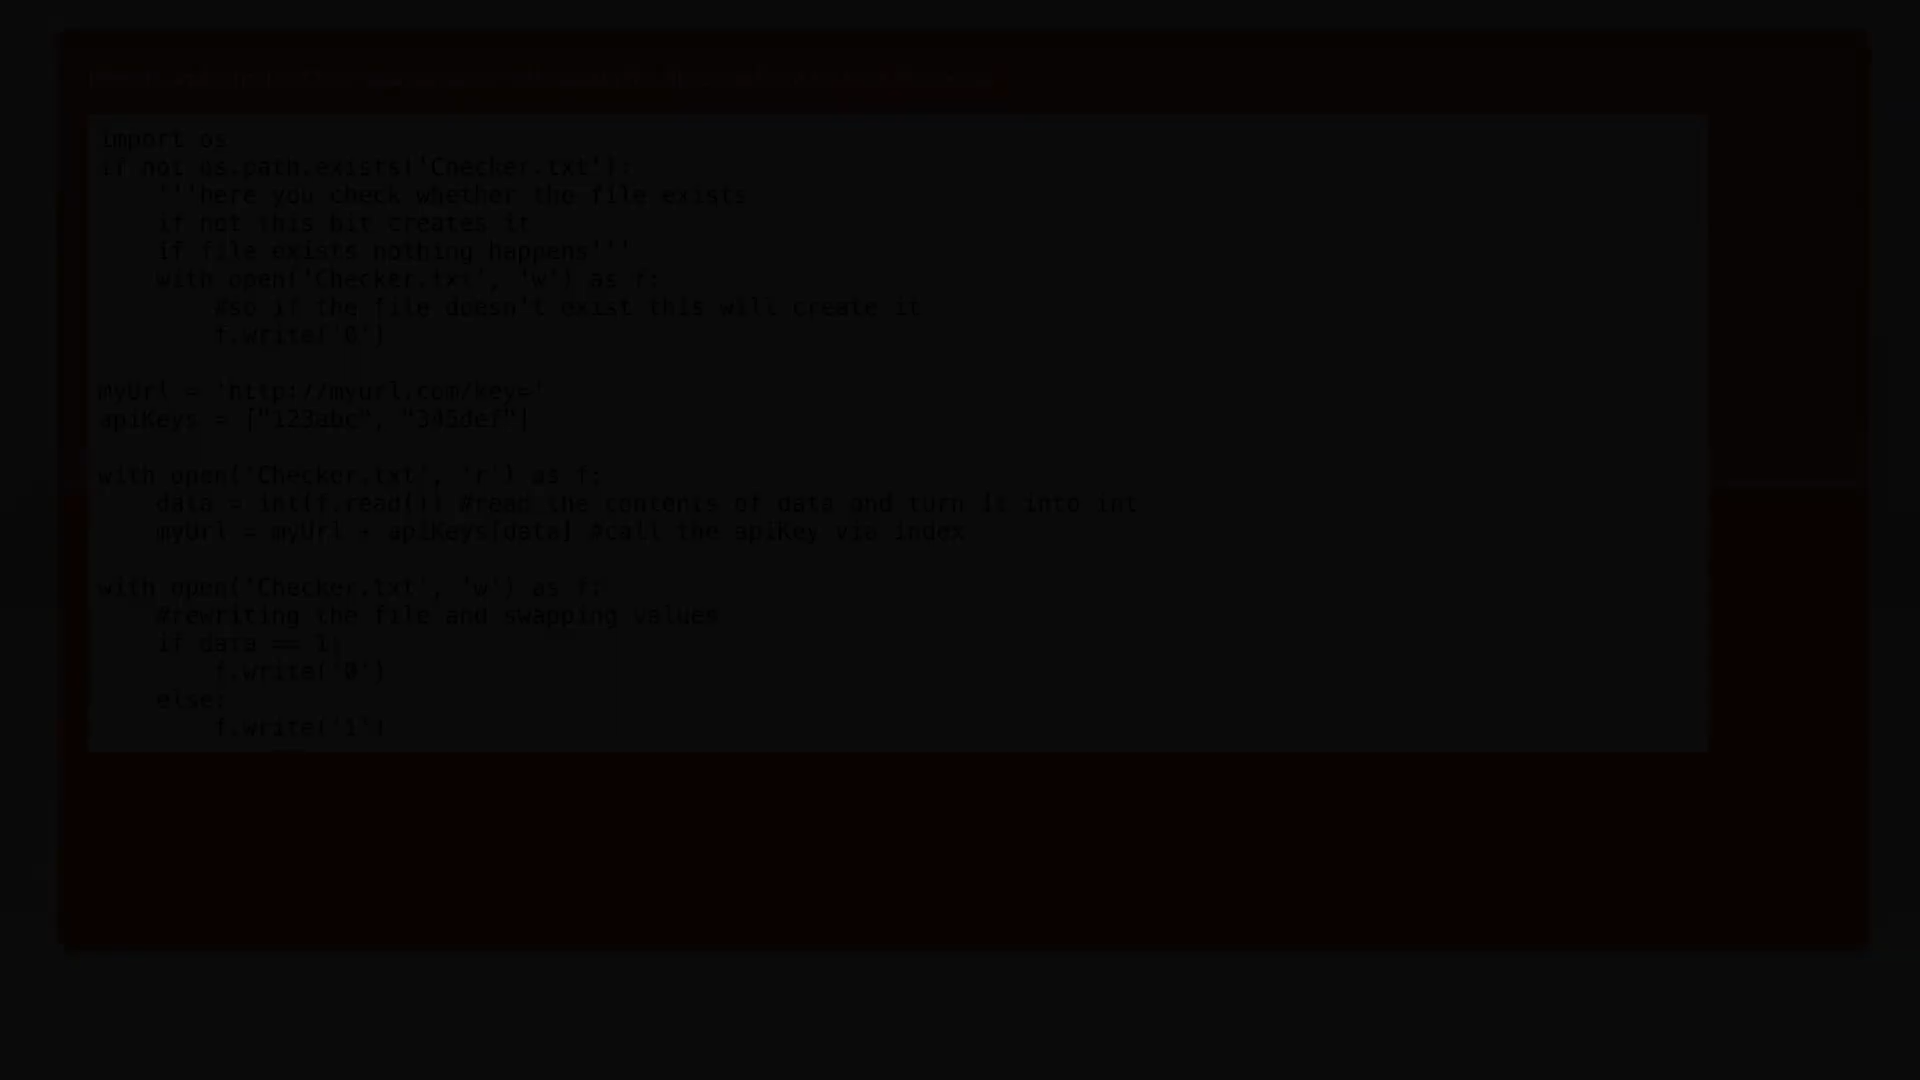 import os
if not os.path.exists('Checker.txt'):
    '''here you check whether the file exists
    if not this bit creates it
    if file exists nothing happens'''
    with open('Checker.txt', 'w') as f:
        #so if the file doesn't exist this will create it
        f.write('0')
myUrl = 'http://myurl.com/key='
apiKeys = ["123abc", "345def"]
with open('Checker.txt', 'r') as f:
    data = int(f.read()) #read the contents of data and turn it into int
    myUrl = myUrl + apiKeys[data] #call the apiKey via index
with open('Checker.txt', 'w') as f:
    #rewriting the file and swapping values
    if data == 1:
        f.write('0')
    else:
        f.write('1')